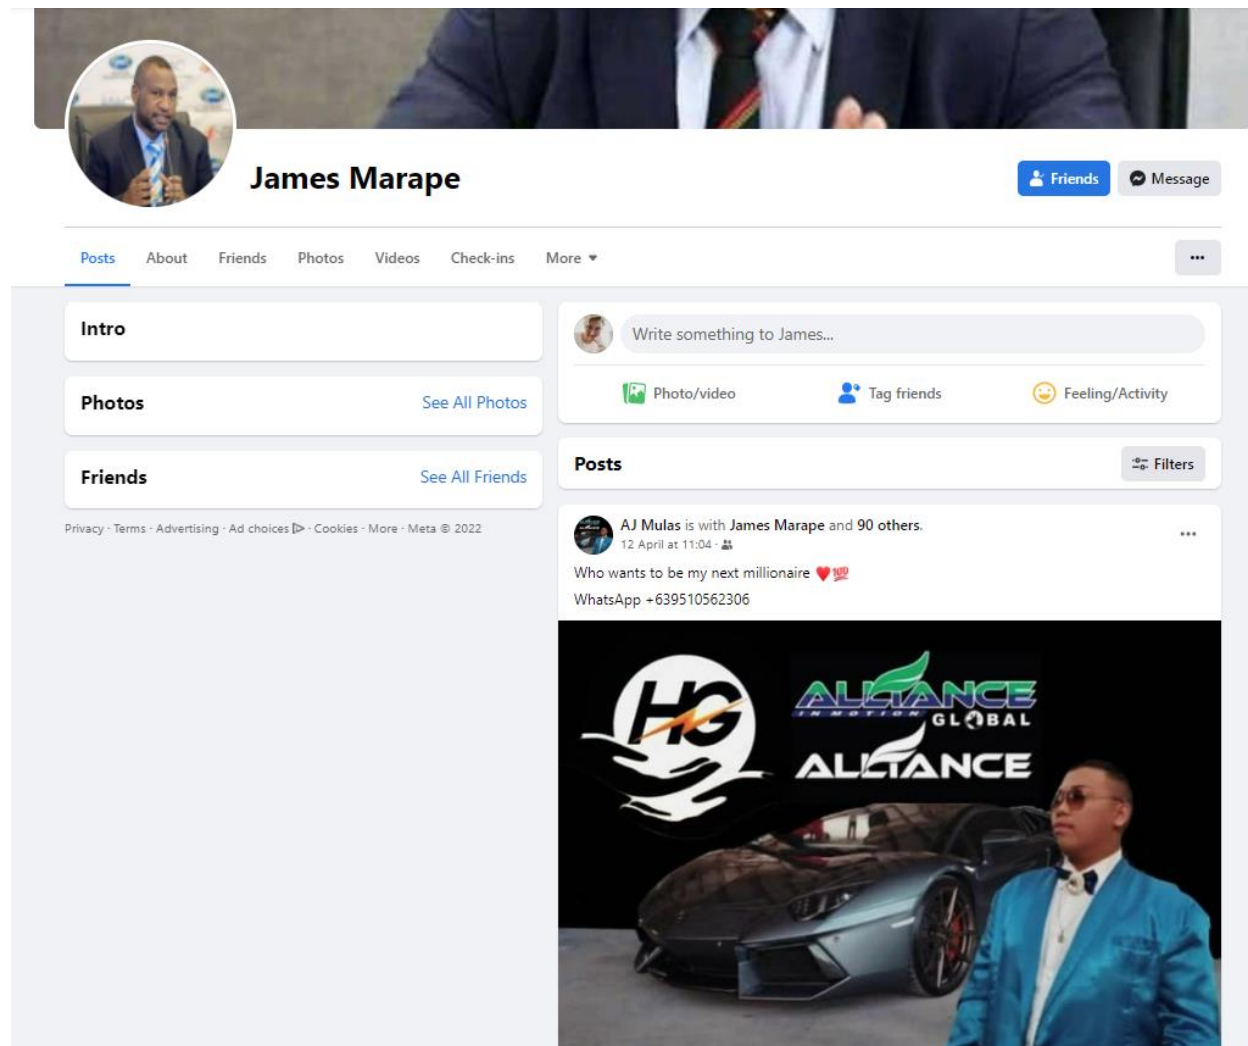 James Marape
Friends
Message
Posts
About
Friends
Photos
Videos
Check-ins
More
Intro
Photos
See All Photos
Friends
See All Friends
Privacy · Terms · Advertising · Ad choices · Cookies · More · Meta © 2022
Write something to James...
Photo/video
Tag friends
Feeling/Activity
Posts
Filters
AJ Mulas is with James Marape and 90 others.
12 April at 11:04 ·
Who wants to be my next millionaire ❤️💯
WhatsApp +639510562306
HG
ALLIANCE
IN MOTION
GLOBAL
ALLIANCE